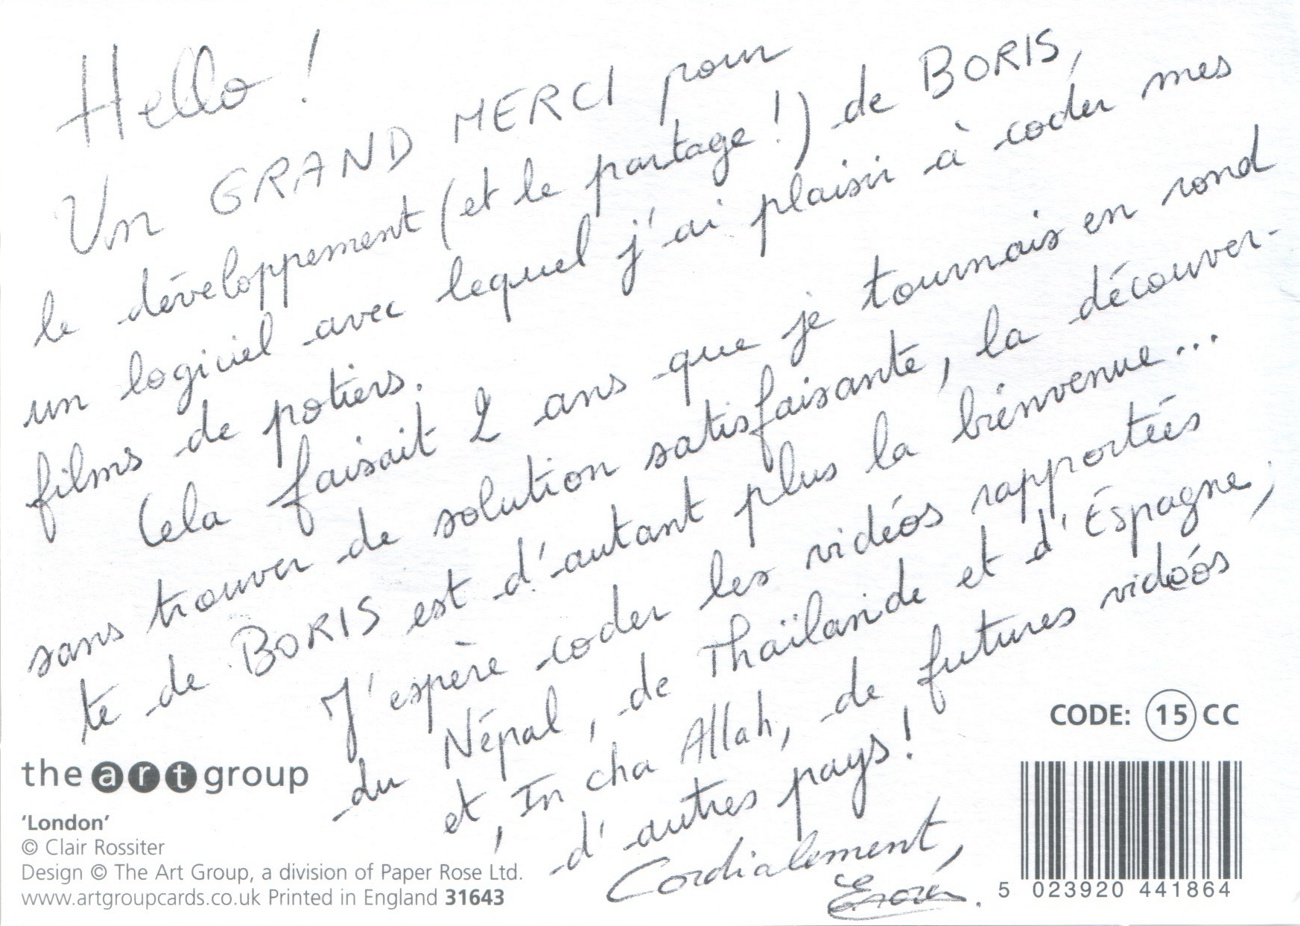 Hello !
Un GRAND MERCI pour
le développement (et le partage !) de BORIS,
un logiciel avec lequel j'ai plaisir à coder mes
films de potiers.
Cela faisait 2 ans que je tournais en rond
sans trouver de solution satisfaisante, la découver-
te de BORIS est d'autant plus la bienvenue...
J'espère coder les vidéos rapportées
du Népal, de Thaïlande et d'Espagne,
et, In cha Allah, de futures vidéos
d'autres pays !
Cordialement,
CODE: 15 CC
the art group
'London'
© Clair Rossiter
Design © The Art Group, a division of Paper Rose Ltd.
www.artgroupcards.co.uk Printed in England 31643
5 023920 441864